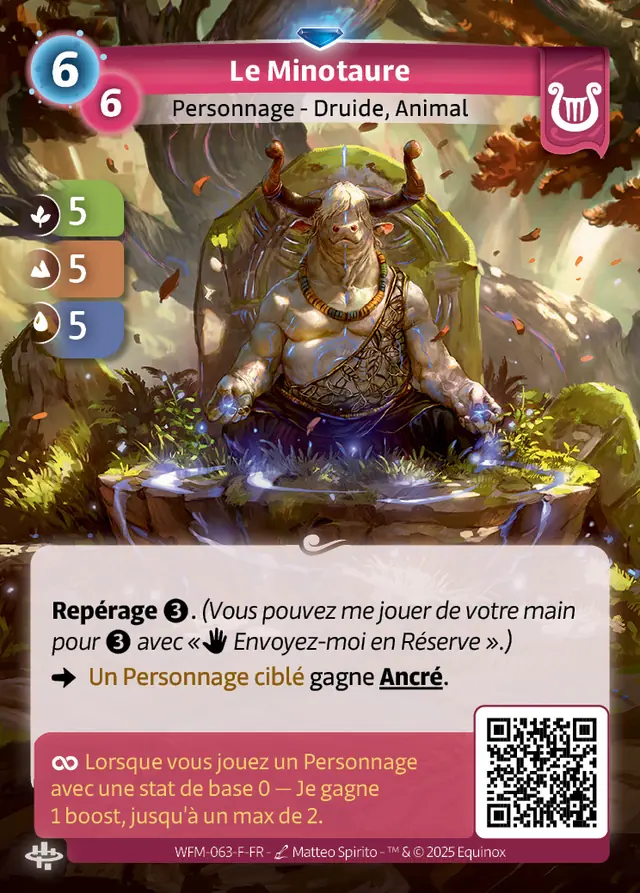 6
Le Minotaure
6
Personnage - Druide, Animal
5
5
5
Repérage 3. (Vous pouvez me jouer de votre main
pour 3 avec « Envoyez-moi en Réserve ».)
Un Personnage ciblé gagne Ancré.
∞ Lorsque vous jouez un Personnage
avec une stat de base 0 — Je gagne
1 boost, jusqu'à un max de 2.
WFM-063-F-FR - Matteo Spirito - ™ & © 2025 Equinox